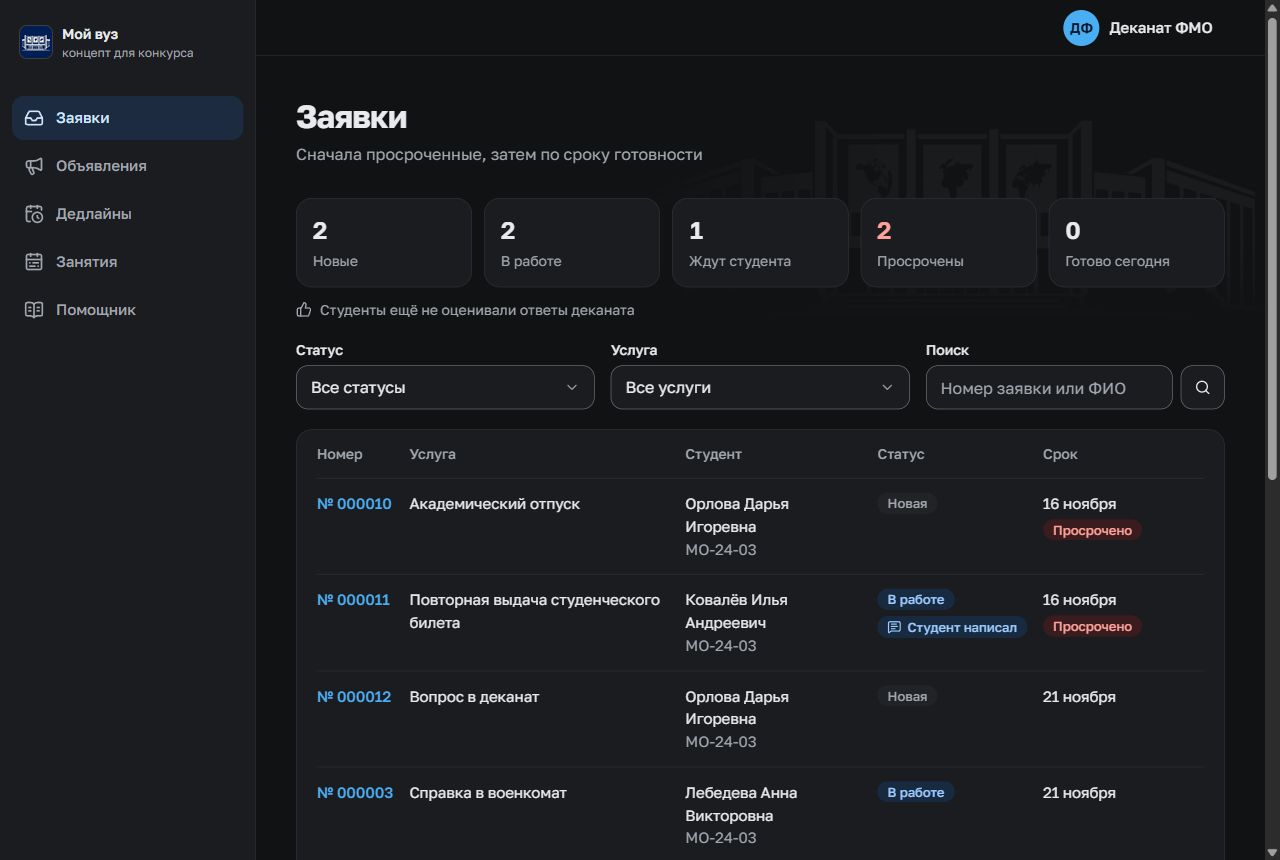 Мой вуз
концепт для конкурса
ДФ Деканат ФМО
Заявки
Объявления
Дедлайны
Занятия
Помощник
Заявки
Сначала просроченные, затем по сроку готовности
2
Новые
2
В работе
1
Ждут студента
2
Просрочены
0
Готово сегодня
Студенты ещё не оценивали ответы деканата
Статус
Все статусы
Услуга
Все услуги
Поиск
Номер заявки или ФИО
Номер Услуга Студент Статус Срок
№ 000010 Академический отпуск Орлова Дарья Новая 16 ноября
Игоревна Просрочено
МО-24-03
№ 000011 Повторная выдача студенческого Ковалёв Илья В работе 16 ноября
билета Андреевич Студент написал Просрочено
МО-24-03
№ 000012 Вопрос в деканат Орлова Дарья Новая 21 ноября
Игоревна
МО-24-03
№ 000003 Справка в военкомат Лебедева Анна В работе 21 ноября
Викторовна
МО-24-03